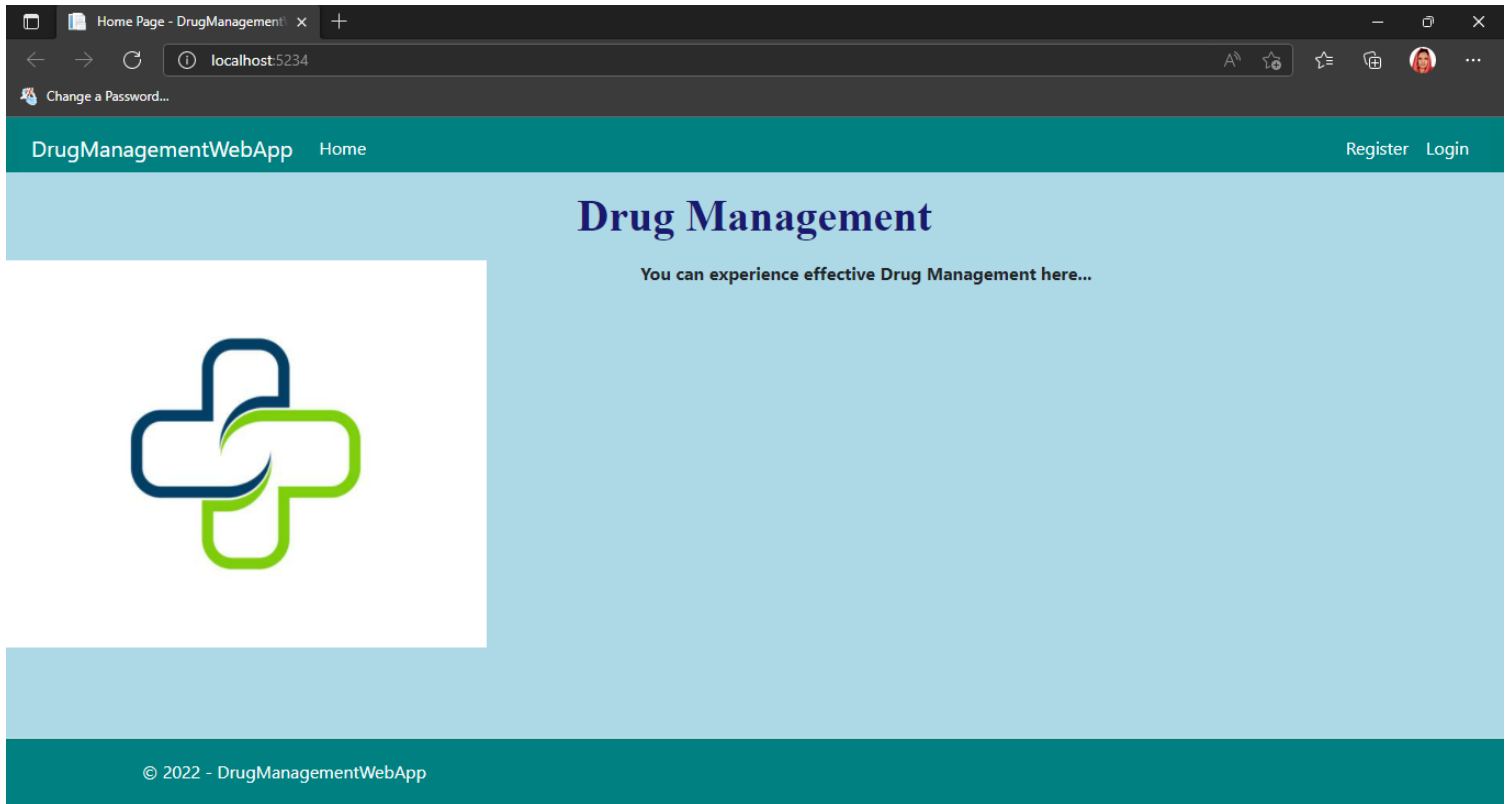 Home Page - DrugManagement
localhost:5234
Change a Password...
DrugManagementWebApp Home Register Login
Drug Management
You can experience effective Drug Management here...
© 2022 - DrugManagementWebApp